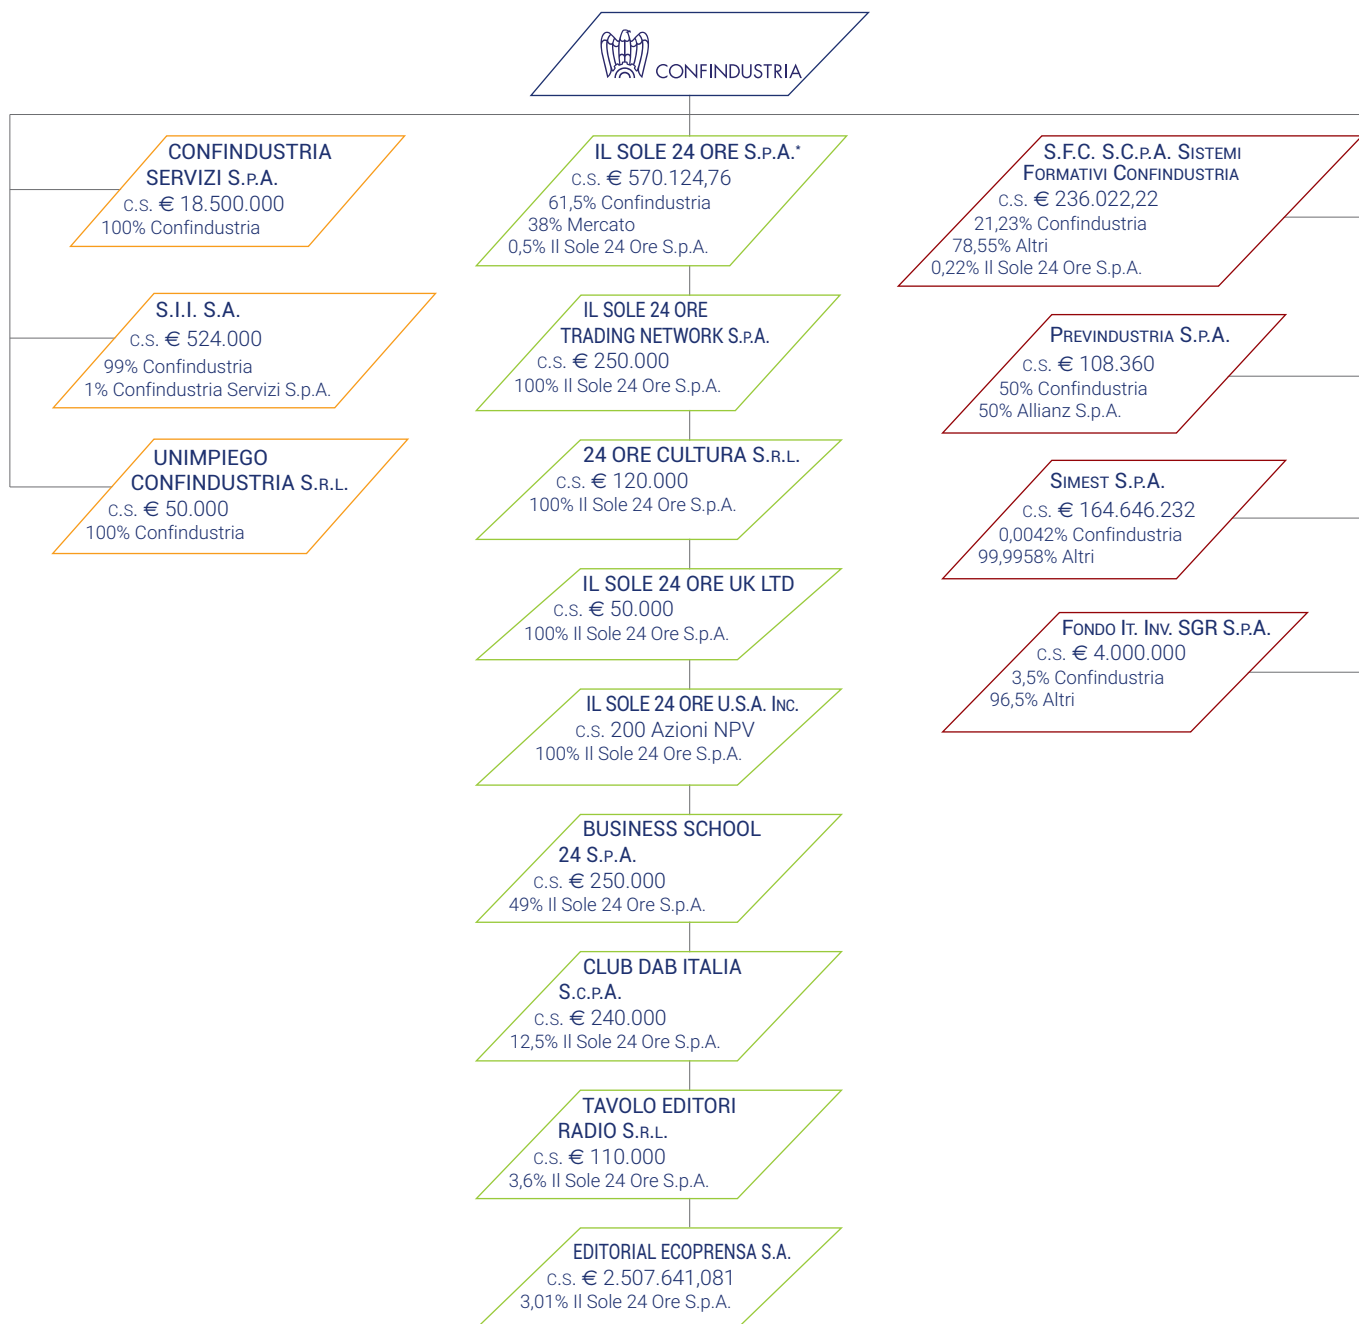 CONFINDUSTRIA
CONFINDUSTRIA
SERVIZI S.P.A.
C.S. € 18.500.000
100% Confindustria
S.I.I. S.A.
C.S. € 524.000
99% Confindustria
1% Confindustria Servizi S.p.A.
UNIMPIEGO
CONFINDUSTRIA S.R.L.
C.S. € 50.000
100% Confindustria
IL SOLE 24 ORE S.P.A.*
C.S. € 570.124,76
61,5% Confindustria
38% Mercato
0,5% Il Sole 24 Ore S.p.A.
IL SOLE 24 ORE
TRADING NETWORK S.P.A.
C.S. € 250.000
100% Il Sole 24 Ore S.p.A.
24 ORE CULTURA S.R.L.
C.S. € 120.000
100% Il Sole 24 Ore S.p.A.
IL SOLE 24 ORE UK LTD
C.S. € 50.000
100% Il Sole 24 Ore S.p.A.
IL SOLE 24 ORE U.S.A. INC.
C.S. 200 Azioni NPV
100% Il Sole 24 Ore S.p.A.
BUSINESS SCHOOL
24 S.P.A.
C.S. € 250.000
49% Il Sole 24 Ore S.p.A.
CLUB DAB ITALIA
S.C.P.A.
C.S. € 240.000
12,5% Il Sole 24 Ore S.p.A.
TAVOLO EDITORI
RADIO S.R.L.
C.S. € 110.000
3,6% Il Sole 24 Ore S.p.A.
EDITORIAL ECOPRENSA S.A.
C.S. € 2.507.641,081
3,01% Il Sole 24 Ore S.p.A.
S.F.C. S.C.P.A. SISTEMI
FORMATIVI CONFINDUSTRIA
C.S. € 236.022,22
21,23% Confindustria
78,55% Altri
0,22% Il Sole 24 Ore S.p.A.
PREVINDUSTRIA S.P.A.
C.S. € 108.360
50% Confindustria
50% Allianz S.p.A.
SIMEST S.P.A.
C.S. € 164.646.232
0,0042% Confindustria
99,9958% Altri
FONDO IT. INV. SGR S.P.A.
C.S. € 4.000.000
3,5% Confindustria
96,5% Altri